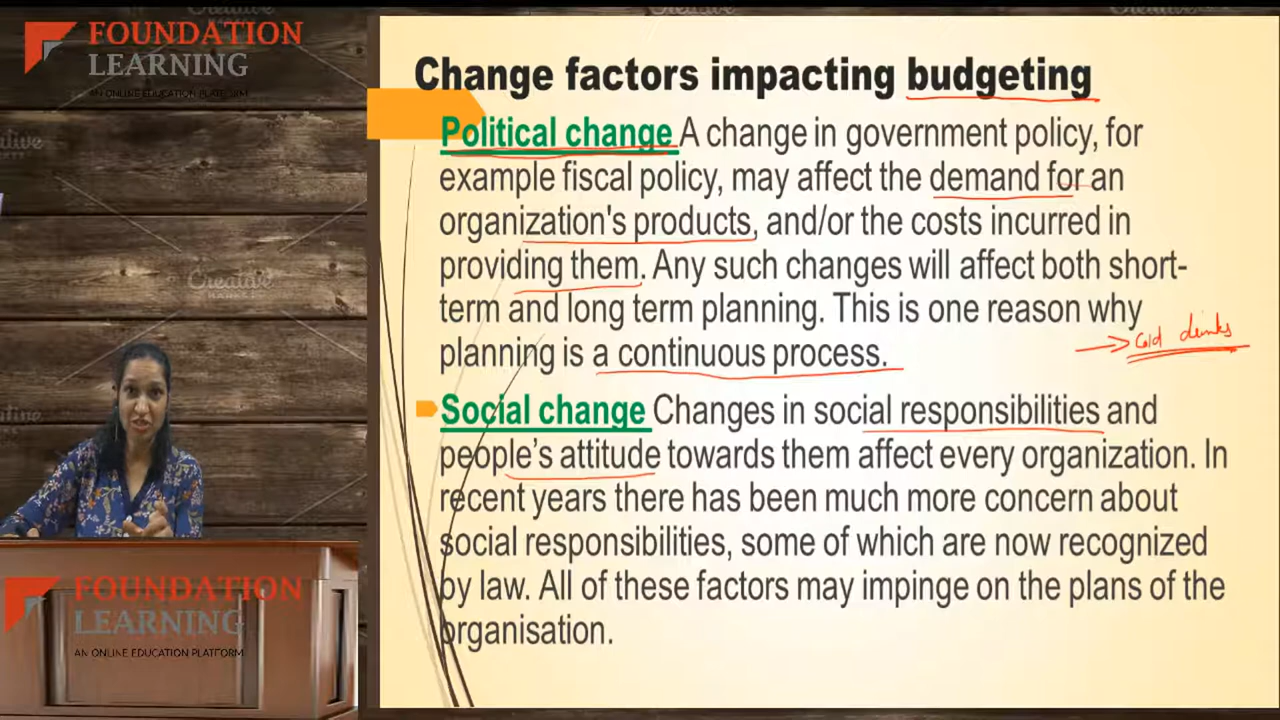 FOUNDATION
LEARNING
AN ONLINE EDUCATION PLATFORM
Change factors impacting budgeting
Political change A change in government policy, for
example fiscal policy, may affect the demand for an
organization's products, and/or the costs incurred in
providing them. Any such changes will affect both short-
term and long term planning. This is one reason why
planning is a continuous process.
cold drinks
Social change Changes in social responsibilities and
people's attitude towards them affect every organization. In
recent years there has been much more concern about
social responsibilities, some of which are now recognized
by law. All of these factors may impinge on the plans of the
organisation.
Creative
MARKET
FOUNDATION
LEARNING
AN ONLINE EDUCATION PLATFORM